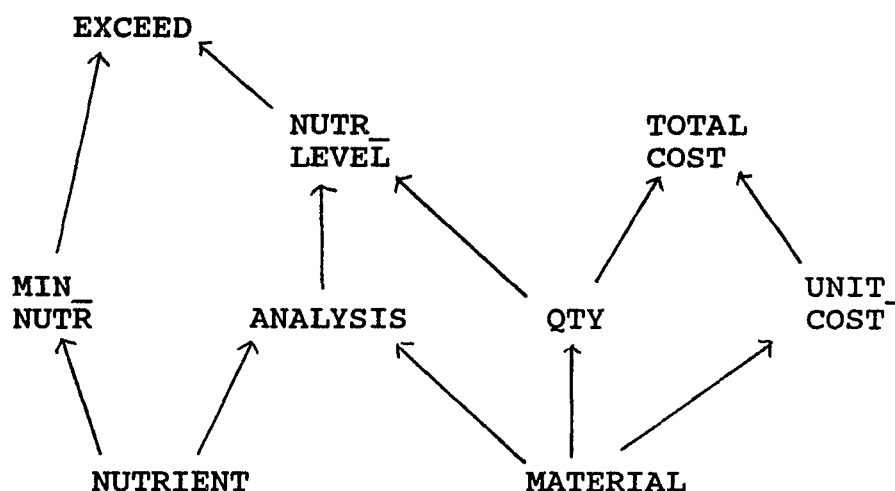 EXCEED
NUTR_
LEVEL
TOTAL
COST
MIN_
NUTR
ANALYSIS
QTY
UNIT_
COST
NUTRIENT
MATERIAL